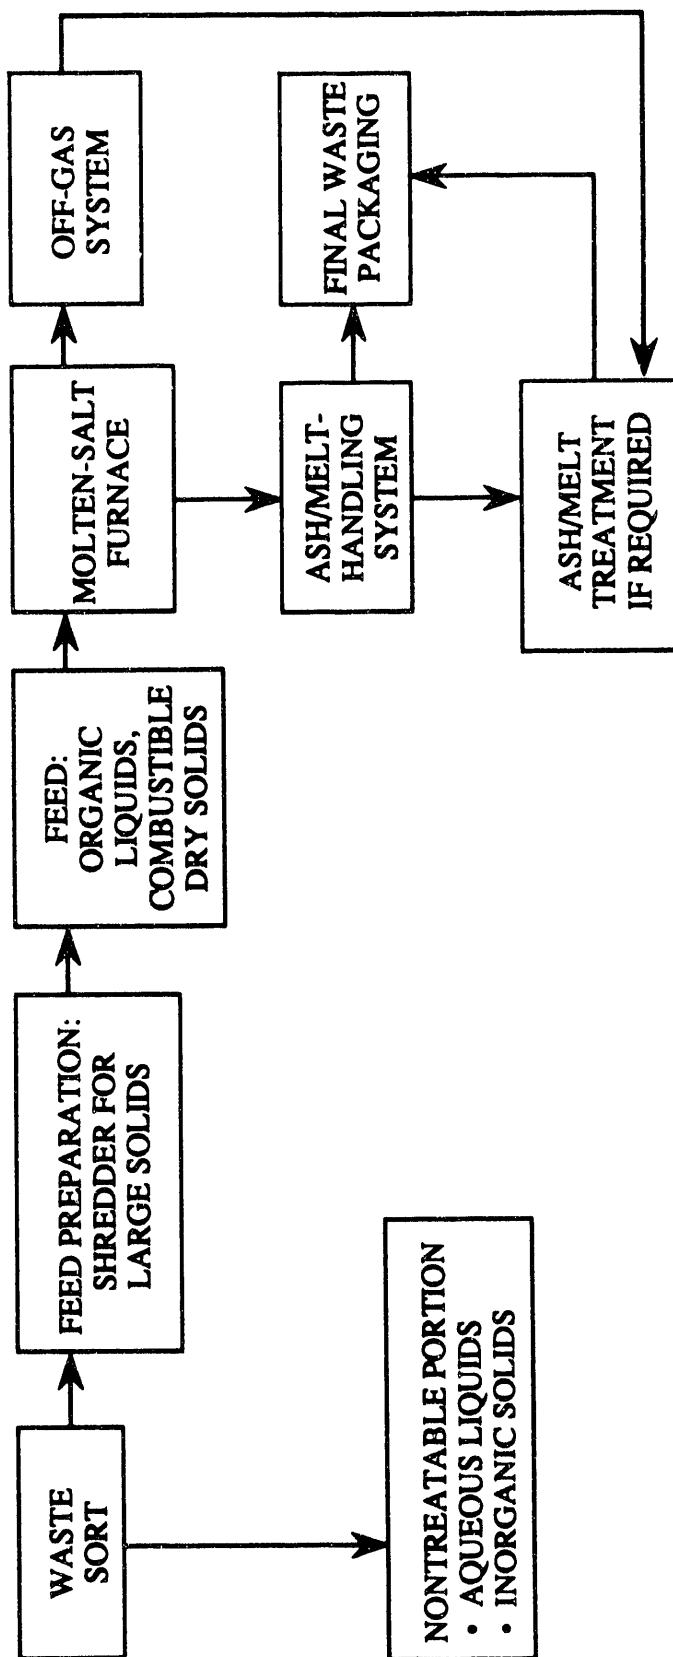 WASTE
SORT
NONTREATABLE PORTION
• AQUEOUS LIQUIDS
• INORGANIC SOLIDS
FEED PREPARATION:
SHREDDER FOR
LARGE SOLIDS
FEED:
ORGANIC
LIQUIDS,
COMBUSTIBLE
DRY SOLIDS
MOLTEN-SALT
FURNACE
OFF-GAS
SYSTEM
ASH/MELT-
HANDLING
SYSTEM
FINAL WASTE
PACKAGING
ASH/MELT
TREATMENT
IF REQUIRED